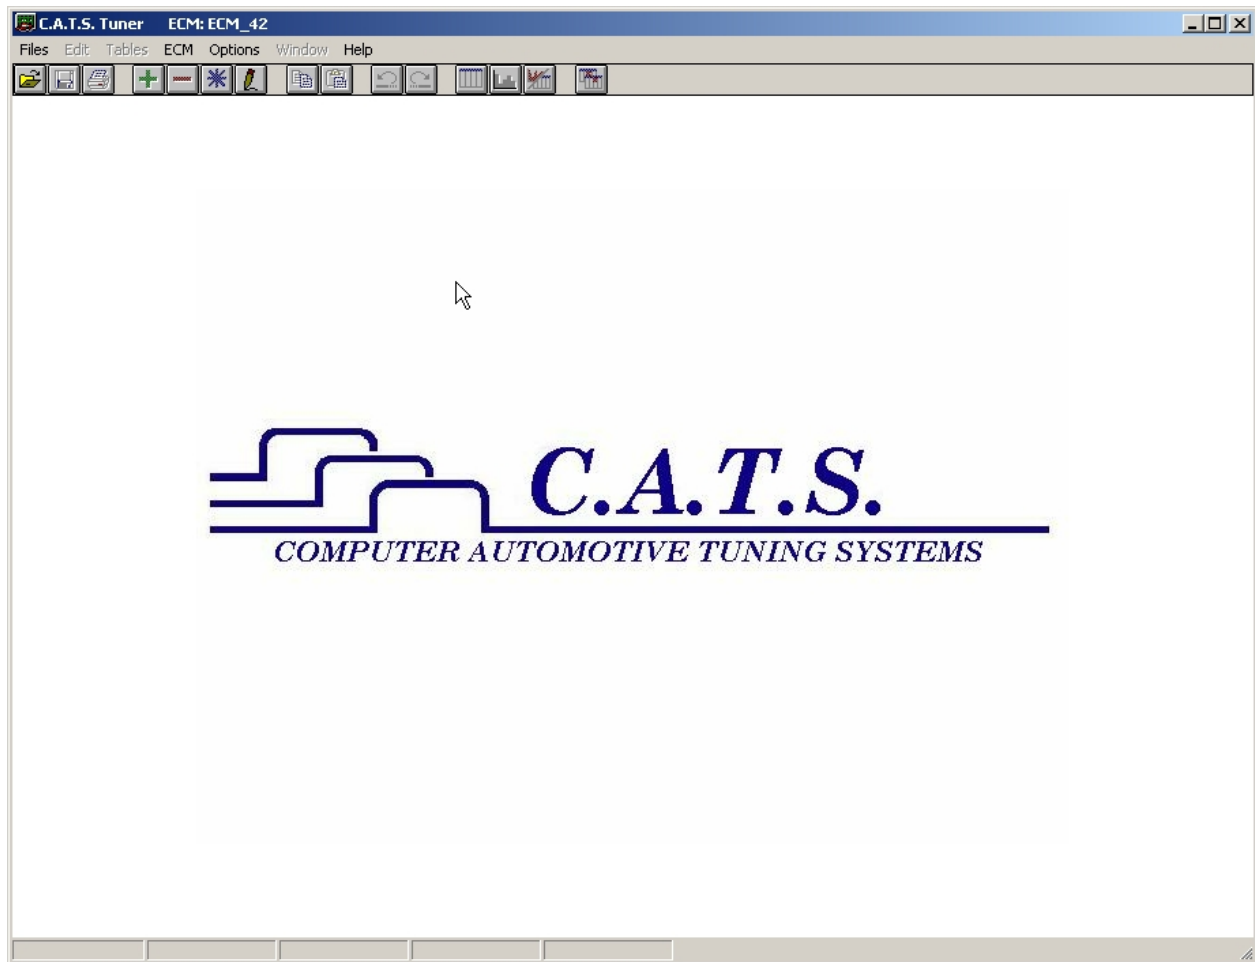 C.A.T.S. Tuner ECM: ECM_42
Files Edit Tables ECM Options Window Help
C.A.T.S.
COMPUTER AUTOMOTIVE TUNING SYSTEMS